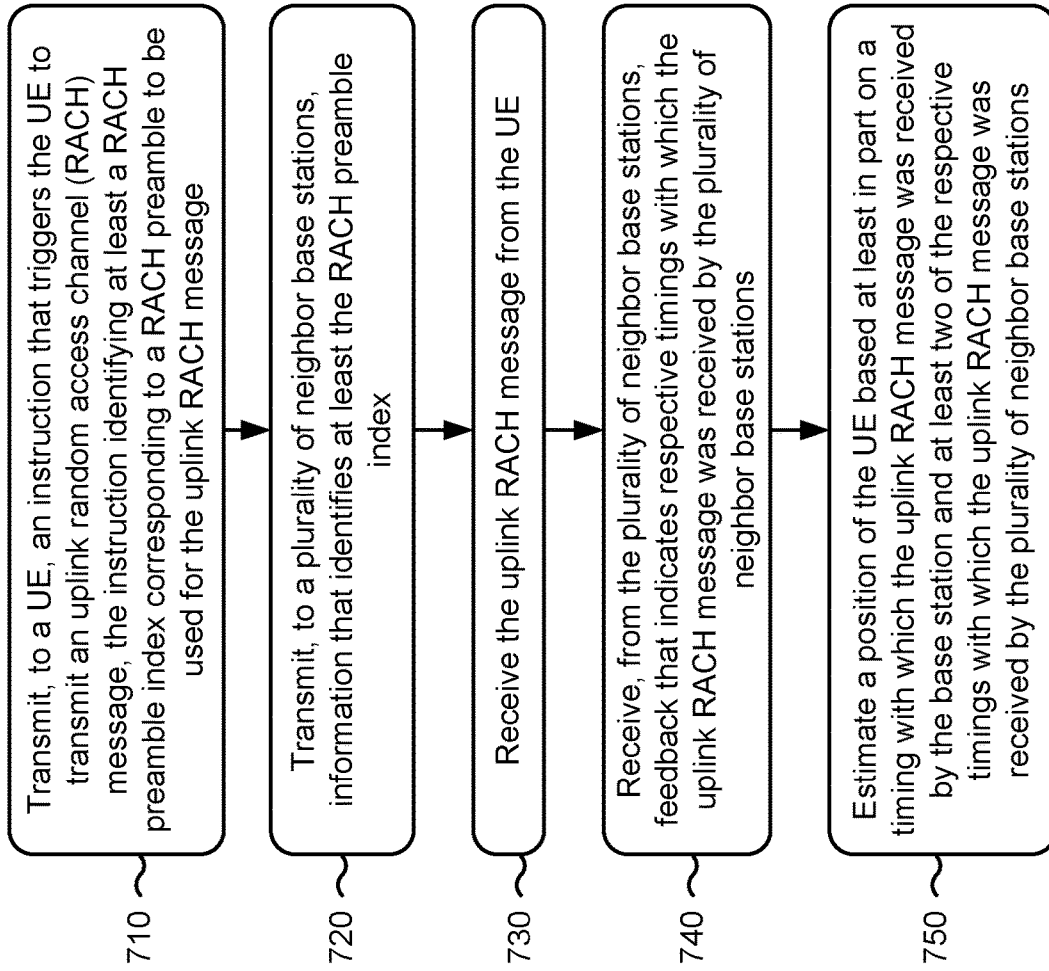 710
Transmit, to a UE, an instruction that triggers the UE to
transmit an uplink random access channel (RACH)
message, the instruction identifying at least a RACH
preamble index corresponding to a RACH preamble to be
used for the uplink RACH message
720
Transmit, to a plurality of neighbor base stations,
information that identifies at least the RACH preamble
index
730
Receive the uplink RACH message from the UE
740
Receive, from the plurality of neighbor base stations,
feedback that indicates respective timings with which the
uplink RACH message was received by the plurality of
neighbor base stations
750
Estimate a position of the UE based at least in part on a
timing with which the uplink RACH message was received
by the base station and at least two of the respective
timings with which the uplink RACH message was
received by the plurality of neighbor base stations